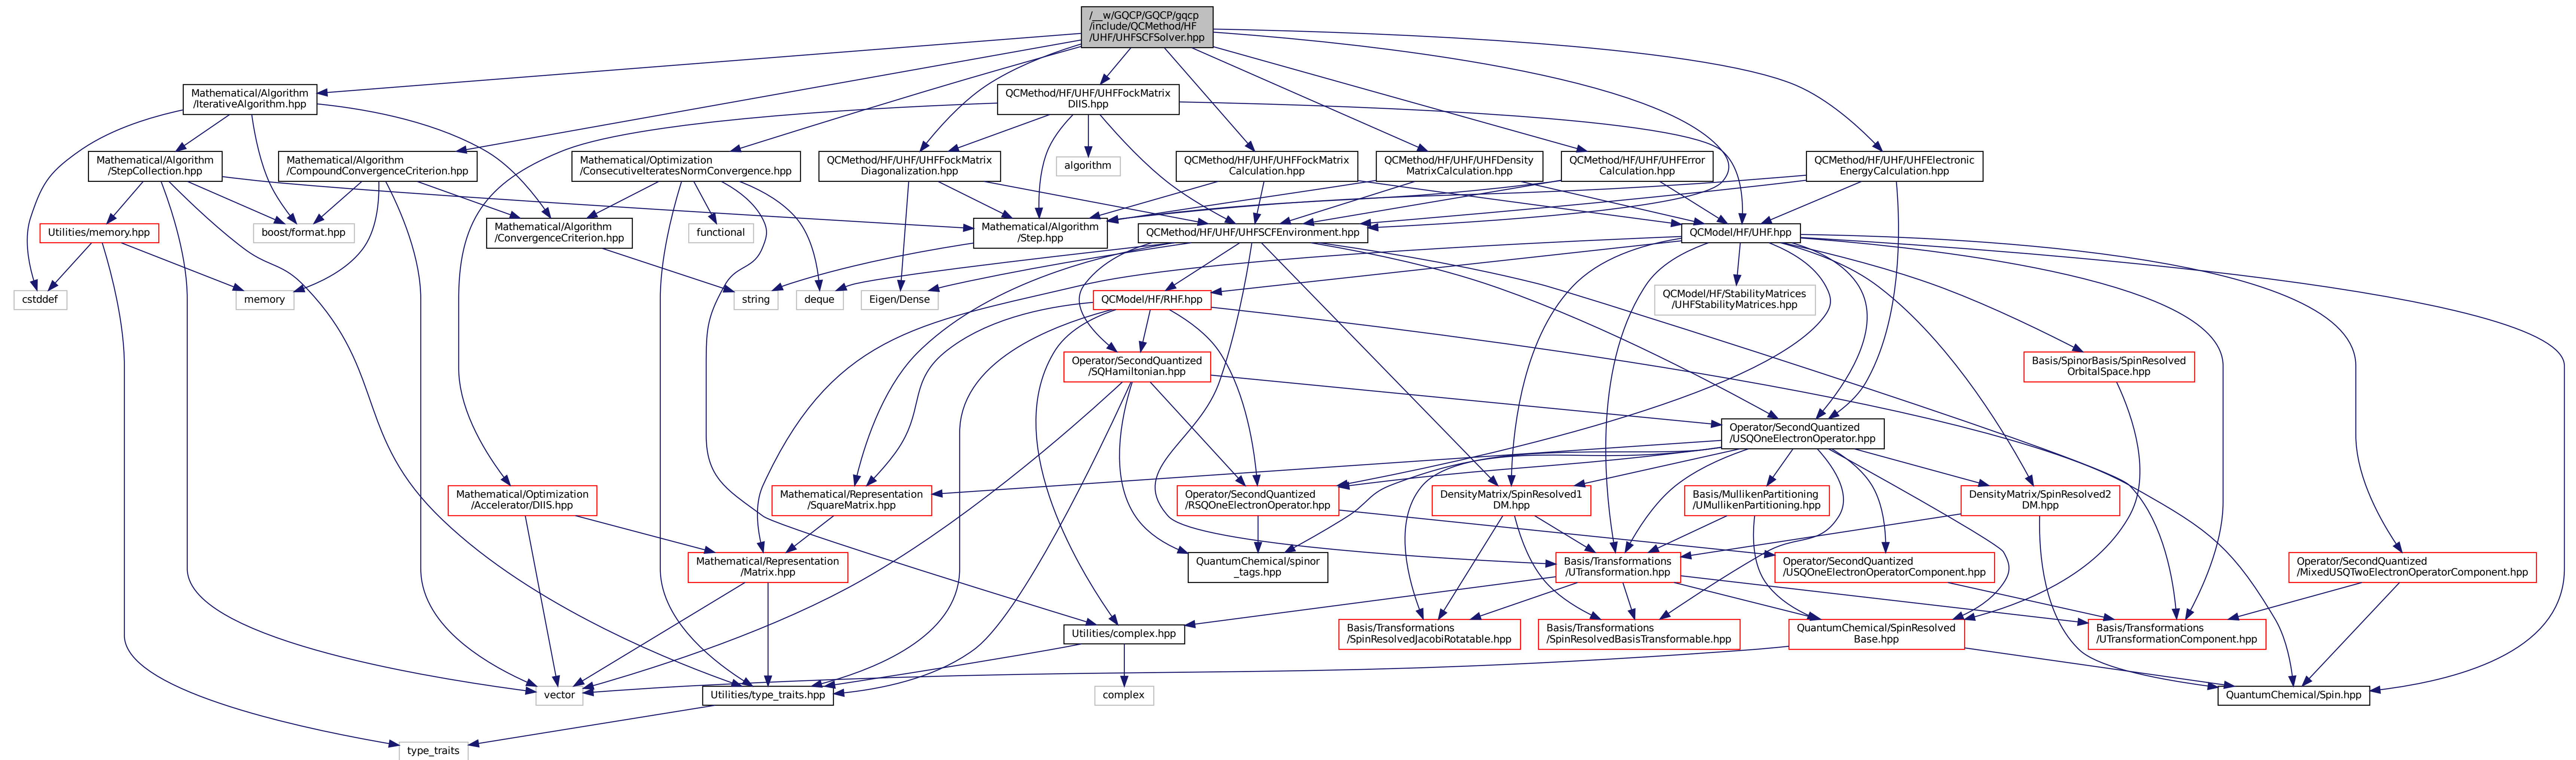 /__w/GQCP/GQCP/gqcp
/include/QCMethod/HF
/UHF/UHFSCFSolver.hpp
Mathematical/Algorithm
/IterativeAlgorithm.hpp
QCMethod/HF/UHF/UHFFockMatrix
DIIS.hpp
Mathematical/Algorithm
/StepCollection.hpp
Mathematical/Algorithm
/CompoundConvergenceCriterion.hpp
Mathematical/Optimization
/ConsecutiveIteratesNormConvergence.hpp
QCMethod/HF/UHF/UHFFockMatrix
Diagonalization.hpp
algorithm
QCMethod/HF/UHF/UHFFockMatrix
Calculation.hpp
QCMethod/HF/UHF/UHFDensity
MatrixCalculation.hpp
QCMethod/HF/UHF/UHFError
Calculation.hpp
QCMethod/HF/UHF/UHFElectronic
EnergyCalculation.hpp
Utilities/memory.hpp
boost/format.hpp
Mathematical/Algorithm
/ConvergenceCriterion.hpp
functional
Mathematical/Algorithm
/Step.hpp
QCMethod/HF/UHF/UHFSCFEnvironment.hpp
QCModel/HF/UHF.hpp
cstddef
memory
string
deque
Eigen/Dense
QCModel/HF/RHF.hpp
QCModel/HF/StabilityMatrices
/UHFStabilityMatrices.hpp
Operator/SecondQuantized
/SQHamiltonian.hpp
Basis/SpinorBasis/SpinResolved
OrbitalSpace.hpp
Operator/SecondQuantized
/USQOneElectronOperator.hpp
Mathematical/Optimization
/Accelerator/DIIS.hpp
Mathematical/Representation
/SquareMatrix.hpp
Operator/SecondQuantized
/RSQOneElectronOperator.hpp
DensityMatrix/SpinResolved1
DM.hpp
Basis/MullikenPartitioning
/UMullikenPartitioning.hpp
DensityMatrix/SpinResolved2
DM.hpp
Mathematical/Representation
/Matrix.hpp
QuantumChemical/spinor
_tags.hpp
Basis/Transformations
/UTransformation.hpp
Operator/SecondQuantized
/USQOneElectronOperatorComponent.hpp
Operator/SecondQuantized
/MixedUSQTwoElectronOperatorComponent.hpp
Utilities/complex.hpp
Basis/Transformations
/SpinResolvedJacobiRotatable.hpp
Basis/Transformations
/SpinResolvedBasisTransformable.hpp
QuantumChemical/SpinResolved
Base.hpp
Basis/Transformations
/UTransformationComponent.hpp
vector
Utilities/type_traits.hpp
complex
QuantumChemical/Spin.hpp
type_traits